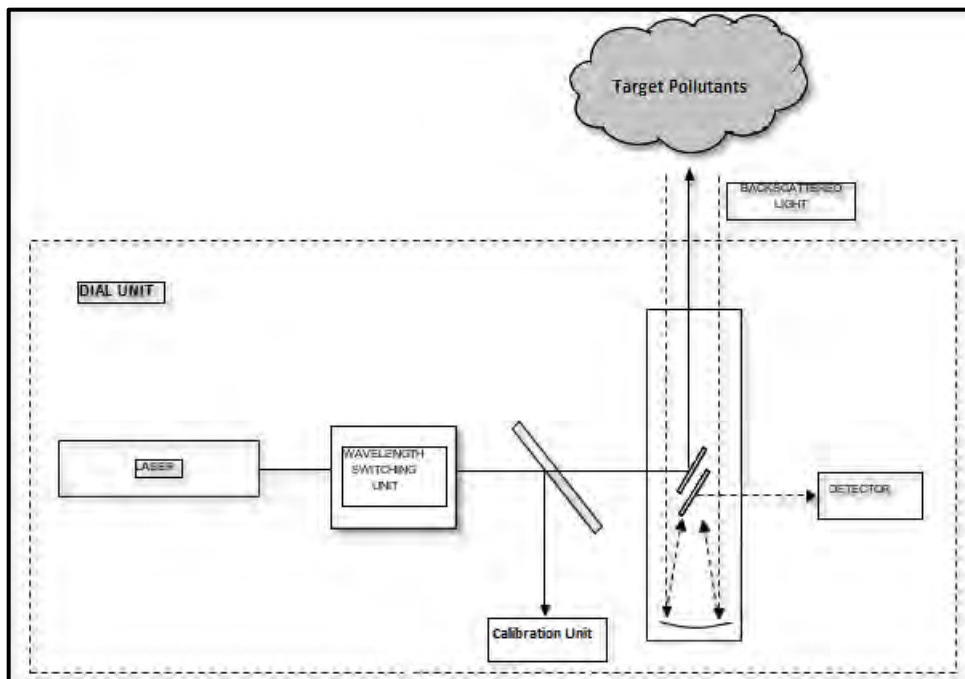 Target Pollutants
BACKSCATTERED
LIGHT
DIAL UNIT
LASER
WAVELENGTH
SWITCHING
UNIT
DETECTOR
Calibration Unit